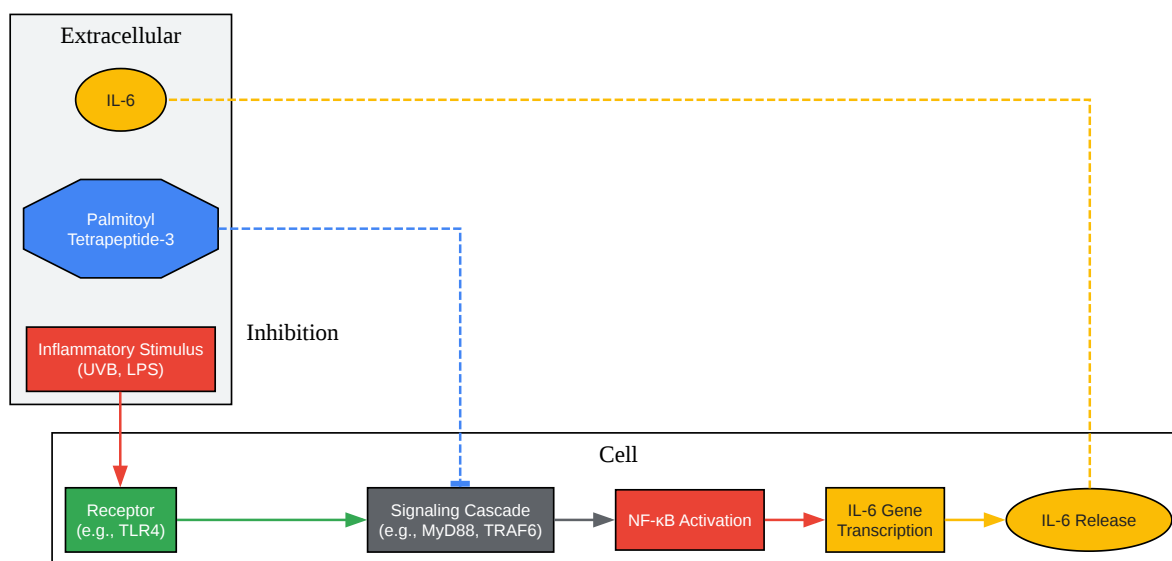 Extracellular
IL-6
Palmitoyl
Tetrapeptide-3
Inflammatory Stimulus
(UVB, LPS)
Inhibition
Cell
Receptor
(e.g., TLR4)
Signaling Cascade
(e.g., MyD88, TRAF6)
NF-κB Activation
IL-6 Gene
Transcription
IL-6 Release